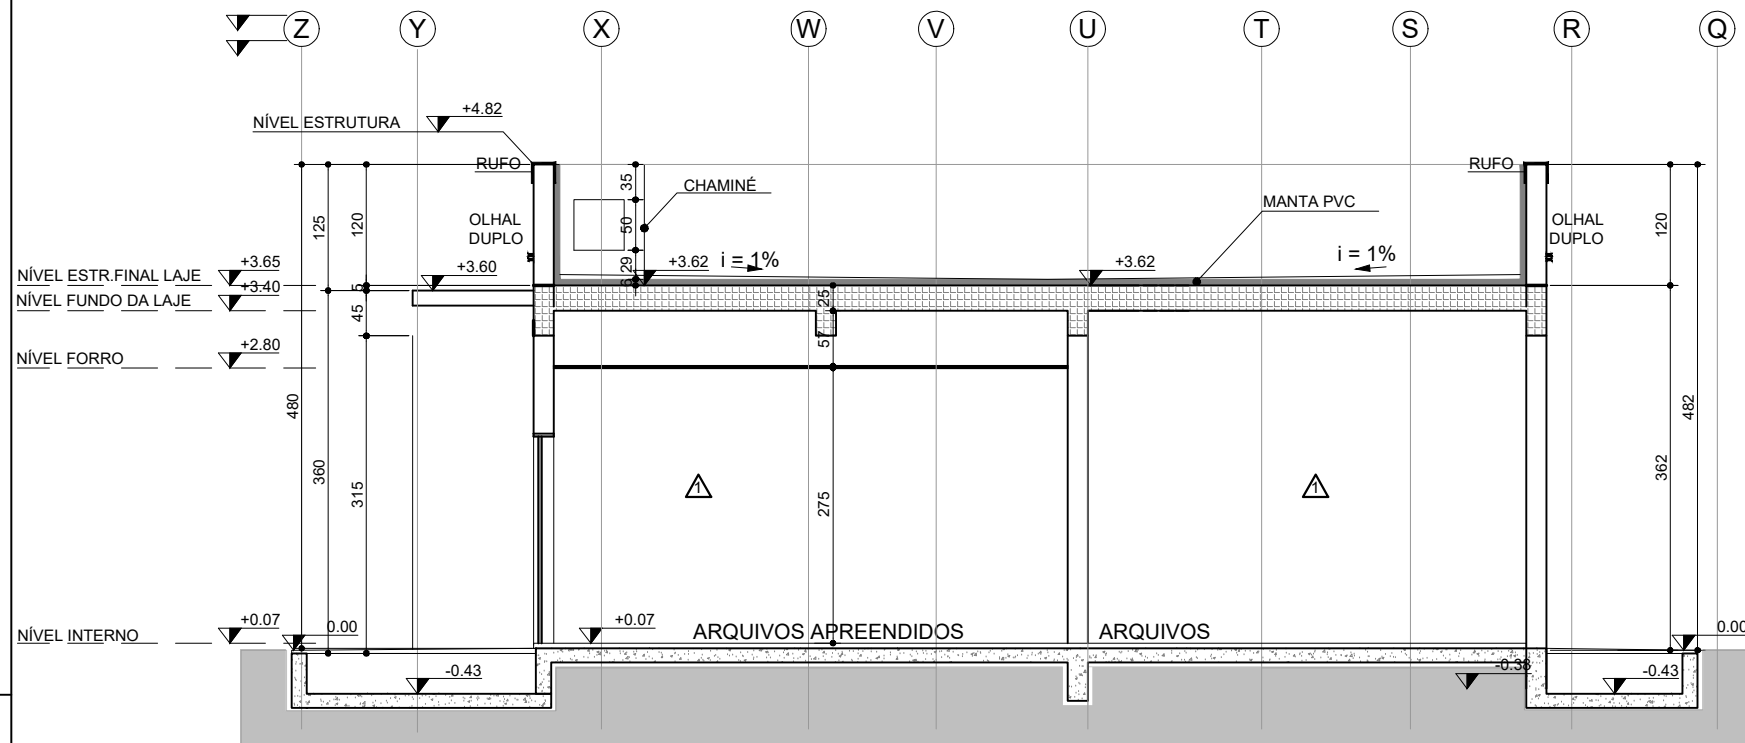 Z Y X W V U T S R Q
+4.82
NÍVEL ESTRUTURA
RUFO
RUFO
35
CHAMINÉ
MANTA PVC
125
120
OLHAL
DUPLO
50
OLHAL
DUPLO
120
+3.65
NÍVEL ESTR.FINAL LAJE
+3.60
29
+3.62
i = 1%
+3.62
i = 1%
6
5
+3.40
NÍVEL FUNDO DA LAJE
45
25
57
+2.80
NÍVEL FORRO
480
482
360
315
275
362
1
1
+0.07
NÍVEL INTERNO
0.00
+0.07
ARQUIVOS APREENDIDOS
ARQUIVOS
0.00
-0.43
-0.38
-0.43